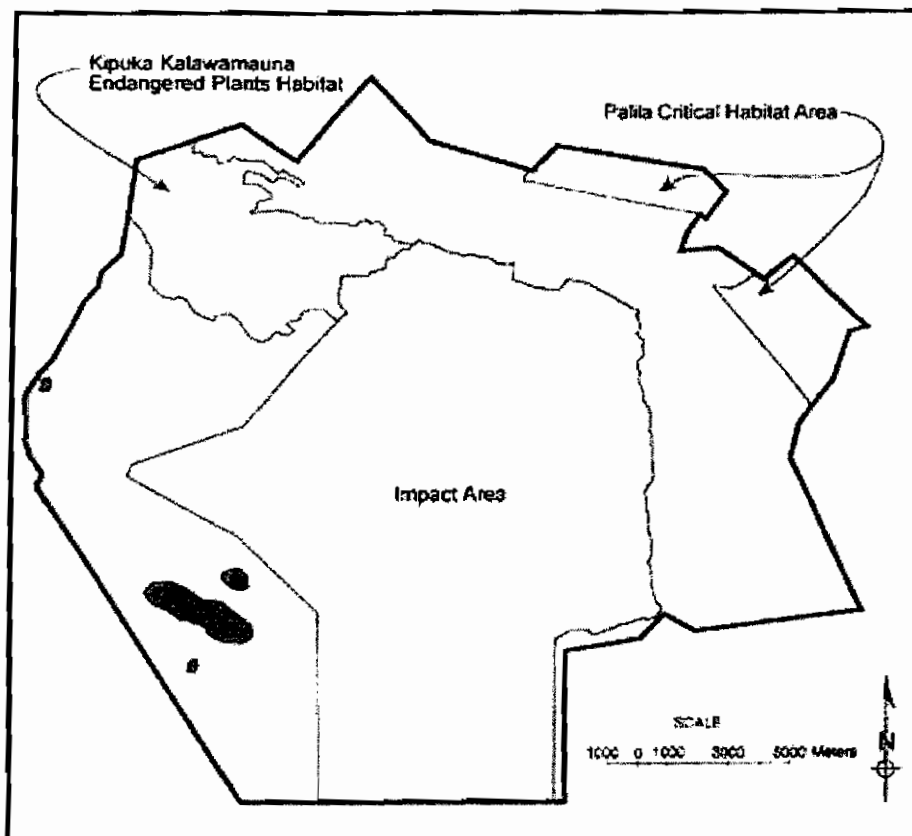 Kipuka Kalawamauna
Endangered Plants Habitat
Palila Critical Habitat Area
Impact Area
SCALE
1000 0 1000 3000 5000 Meters
N